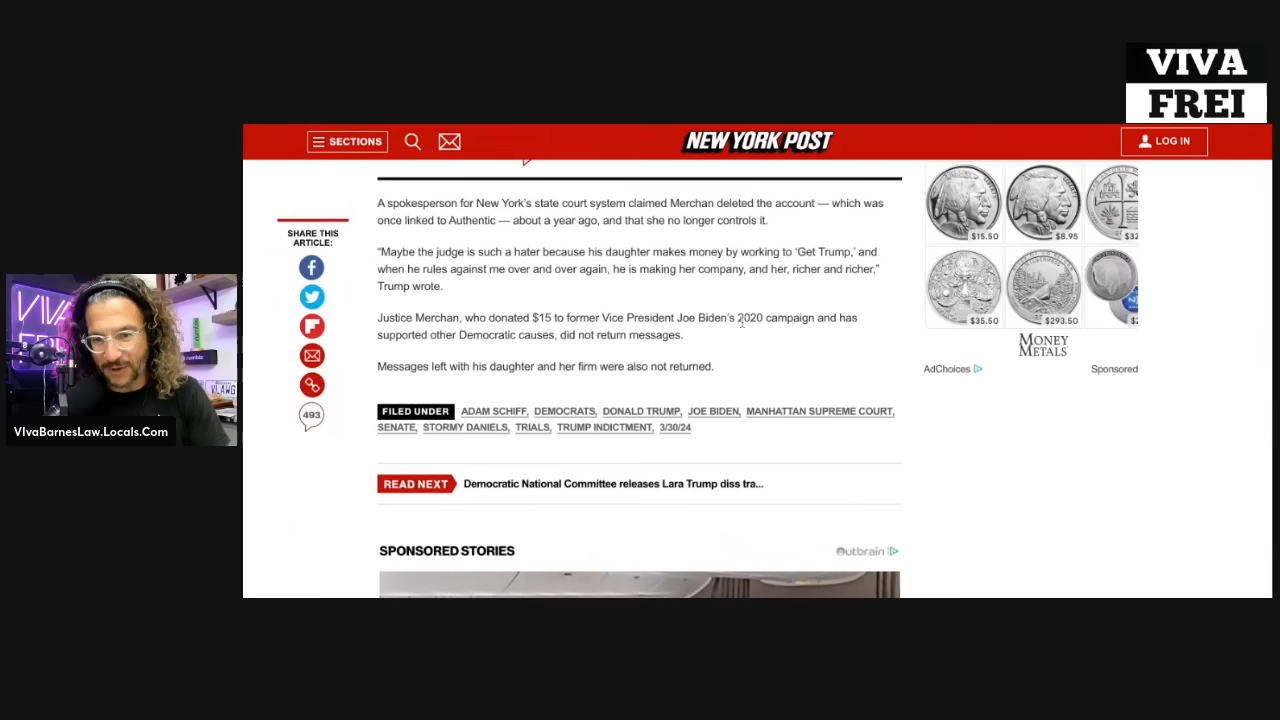 VIVA
FREI
SECTIONS
NEW YORK POST
LOG IN
A spokesperson for New York's state court system claimed Merchan deleted the account — which was
once linked to Authentic — about a year ago, and that she no longer controls it.
SHARE THIS
ARTICLE:
“Maybe the judge is such a hater because his daughter makes money by working to ‘Get Trump,’ and
when he rules against me over and over again, he is making her company, and her, richer and richer,”
Trump wrote.
Justice Merchan, who donated $15 to former Vice President Joe Biden's 2020 campaign and has
supported other Democratic causes, did not return messages.
Messages left with his daughter and her firm were also not returned.
493
FILED UNDER ADAM SCHIFF, DEMOCRATS, DONALD TRUMP, JOE BIDEN, MANHATTAN SUPREME COURT,
SENATE, STORMY DANIELS, TRIALS, TRUMP INDICTMENT, 3/30/24
READ NEXT Democratic National Committee releases Lara Trump diss tra...
SPONSORED STORIES
Outbrain
$15.50
$8.95
$35.50
$293.50
MONEY
METALS
AdChoices
Sponsored
VIVA
rumble
VLAWG
VIvaBarnesLaw.Locals.Com